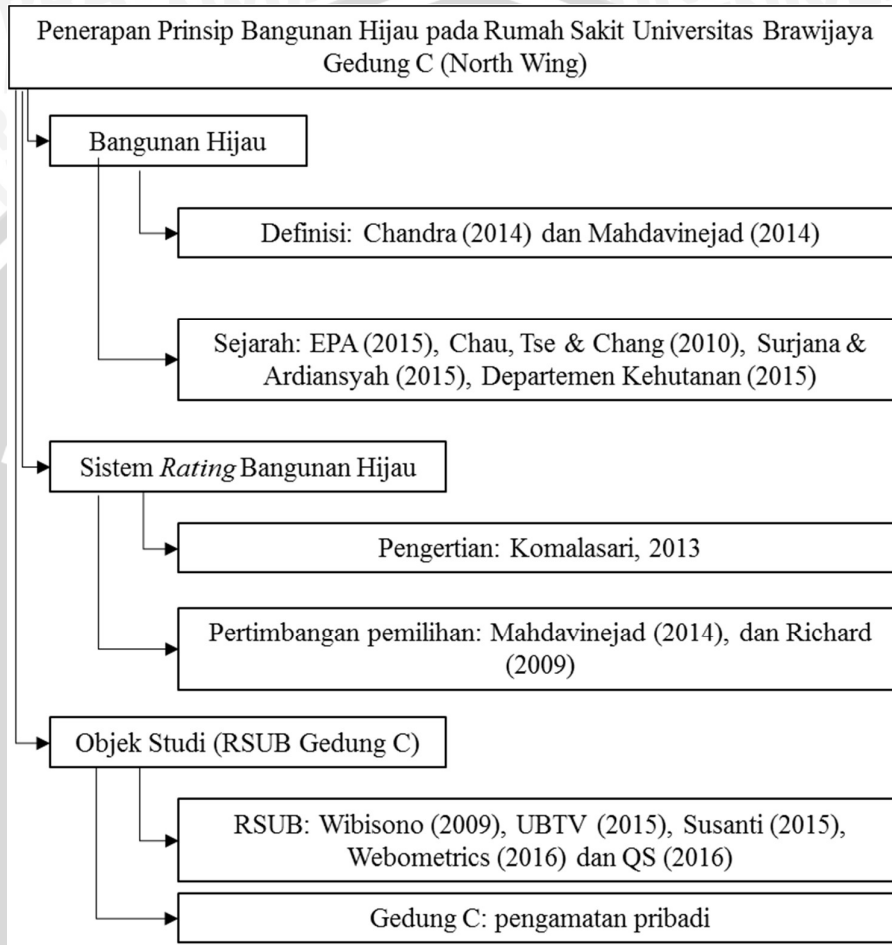 Penerapan Prinsip Bangunan Hijau pada Rumah Sakit Universitas Brawijaya
Gedung C (North Wing)
Bangunan Hijau
Definisi: Chandra (2014) dan Mahdavinejad (2014)
Sejarah: EPA (2015), Chau, Tse & Chang (2010), Surjana &
Ardiansyah (2015), Departemen Kehutanan (2015)
Sistem Rating Bangunan Hijau
Pengertian: Komalasari, 2013
Pertimbangan pemilihan: Mahdavinejad (2014), dan Richard
(2009)
Objek Studi (RSUB Gedung C)
RSUB: Wibisono (2009), UBTV (2015), Susanti (2015),
Webometrics (2016) dan QS (2016)
Gedung C: pengamatan pribadi